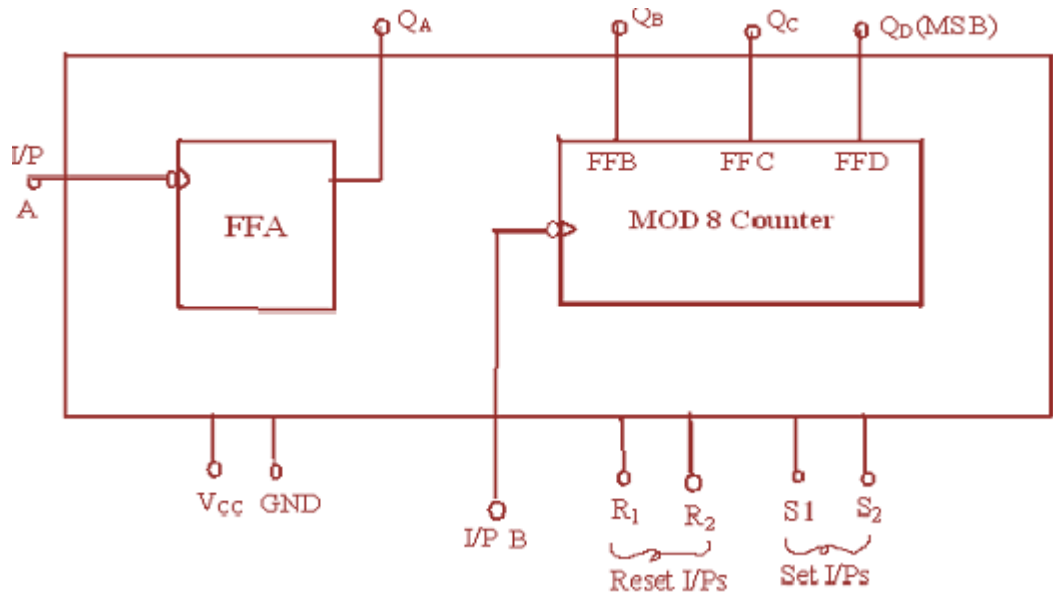 QA QB QC QD(MSB)
I/P
A
FFA
FFB FFC FFD
MOD 8 Counter
VCC GND
I/P B
R1 R2 S1 S2
Reset I/Ps Set I/Ps